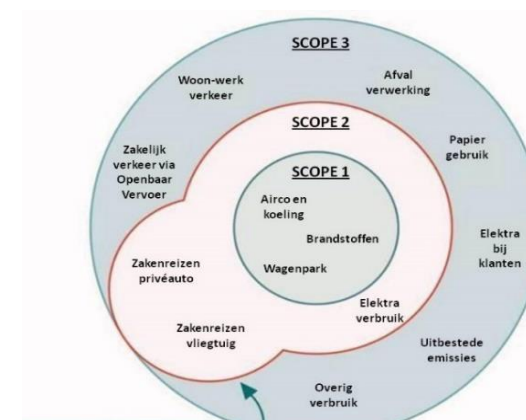 SCOPE 3
Woon-werk
verkeer
Afval
verwerking
SCOPE 2
Papier
gebruik
Zakelijk
verkeer via
Openbaar
Vervoer
SCOPE 1
Airco en
koeling
Brandstoffen
Wagenpark
Elektra
bij
klanten
Zakenreizen
privéauto
Elektra
verbruik
Zakenreizen
vliegtuig
Uitbestede
emissies
Overig
verbruik